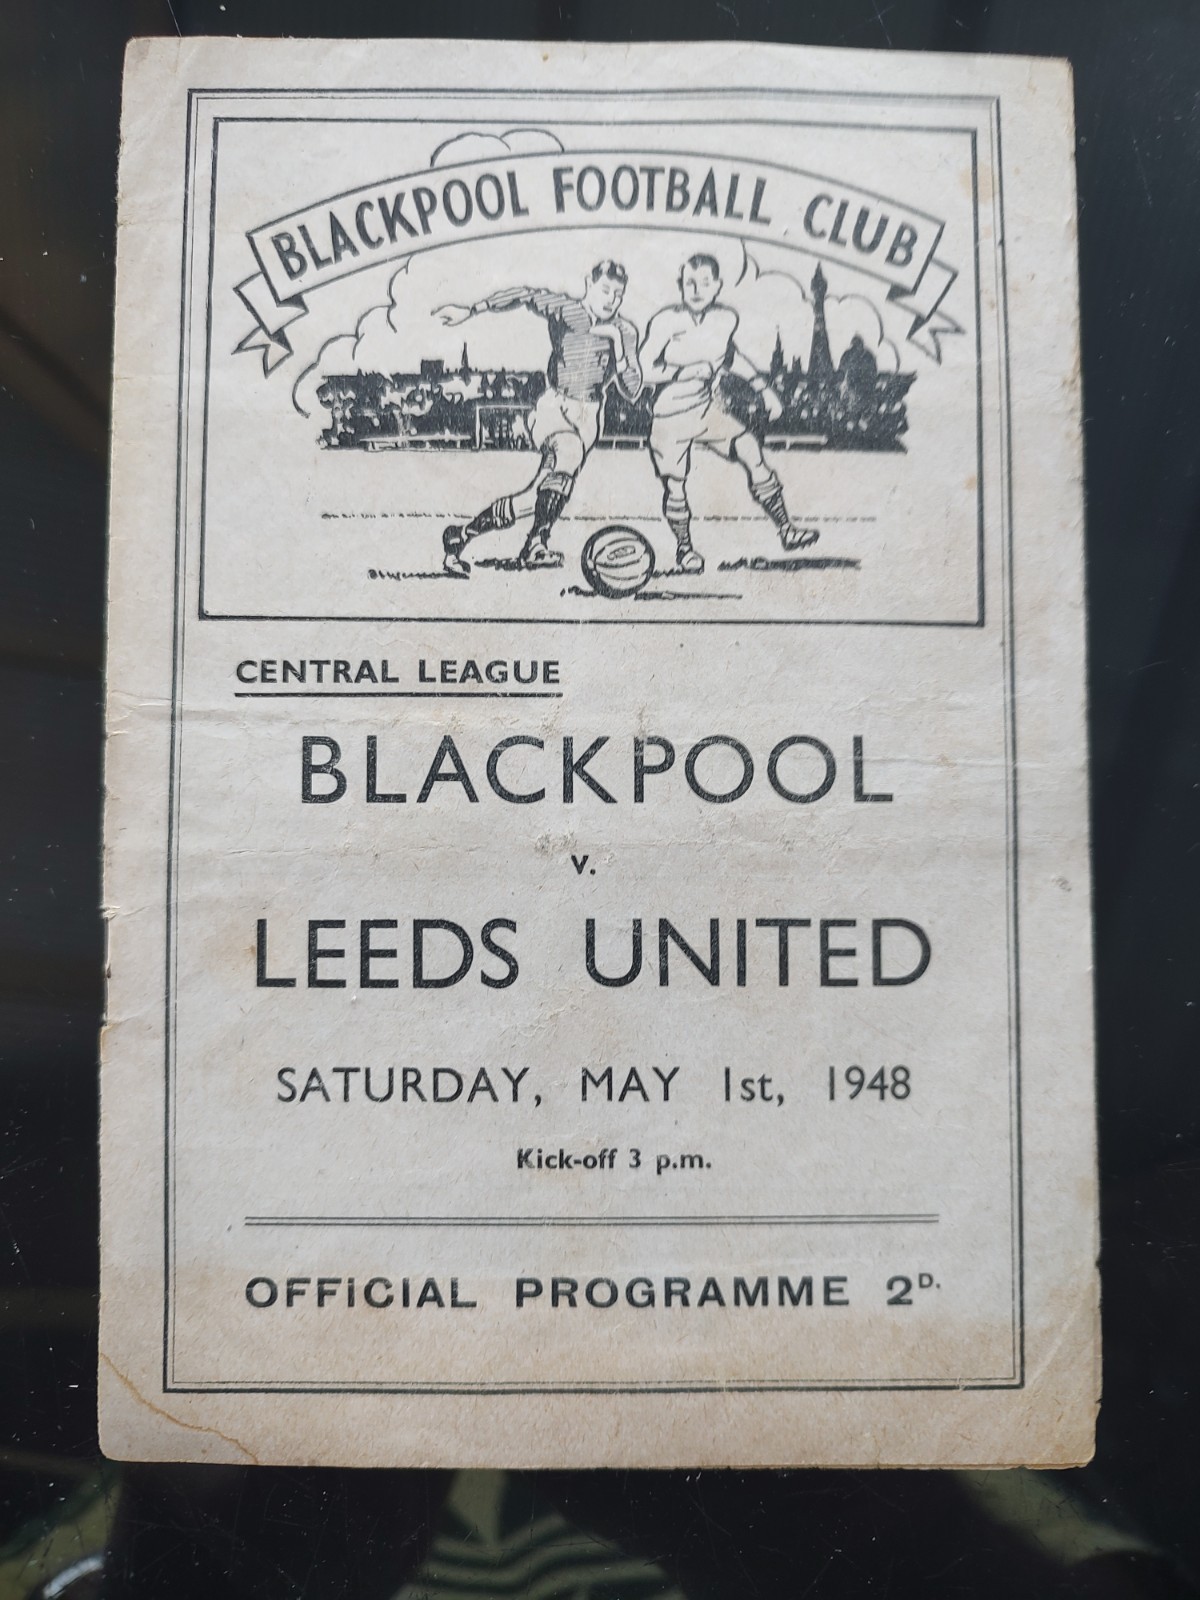 BLACKPOOL FOOTBALL CLUB
CENTRAL LEAGUE
BLACKPOOL
v.
LEEDS UNITED
SATURDAY, MAY 1st, 1948
Kick-off 3 p.m.
OFFICIAL PROGRAMME 2D.